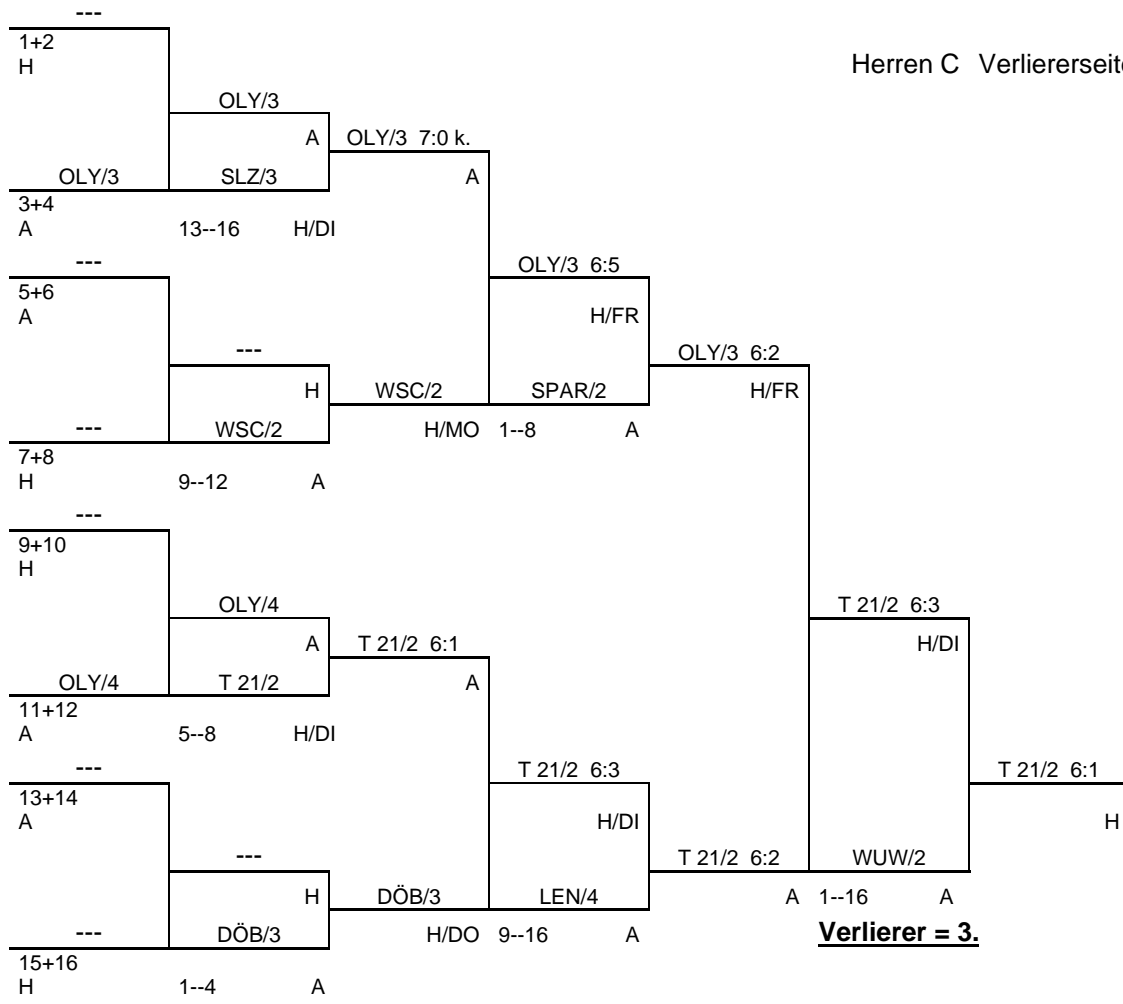 ---
1+2
H
Herren C Verliererseite
OLY/3
A
OLY/3 7:0 k.
OLY/3
SLZ/3
A
3+4
A
13--16
H/DI
---
OLY/3 6:5
5+6
A
H/FR
---
OLY/3 6:2
H
WSC/2
SPAR/2
H/FR
---
WSC/2
H/MO
1--8
A
7+8
H
9--12
A
---
9+10
H
OLY/4
T 21/2 6:3
A
T 21/2 6:1
H/DI
OLY/4
T 21/2
A
11+12
A
5--8
H/DI
---
T 21/2 6:3
T 21/2 6:1
13+14
A
H/DI
H
---
T 21/2 6:2
WUW/2
H
DÖB/3
LEN/4
A
1--16
A
---
DÖB/3
H/DO
9--16
A
Verlierer = 3.
15+16
H
1--4
A